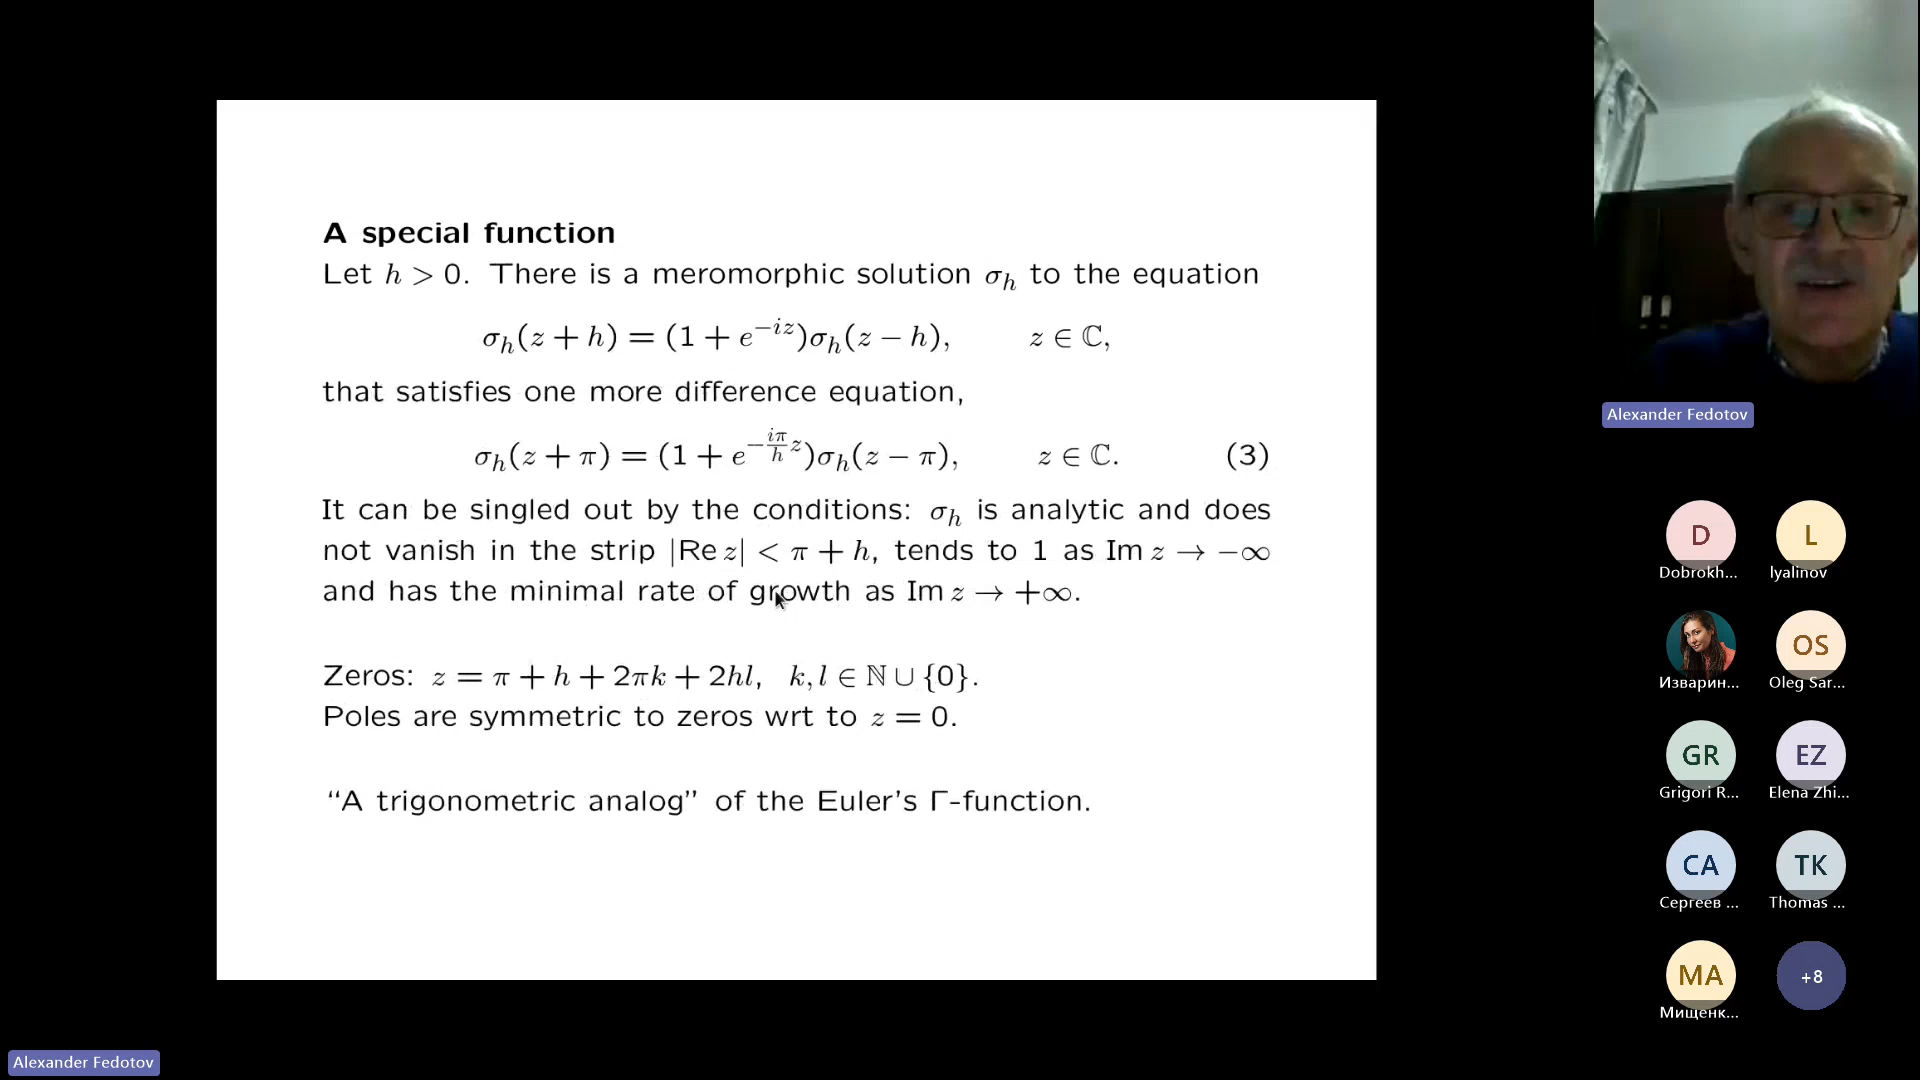 A special function
Let h > 0. There is a meromorphic solution σ_h to the equation
σ_h(z + h) = (1 + e^{−iz})σ_h(z − h), z ∈ ℂ,
that satisfies one more difference equation,
σ_h(z + π) = (1 + e^{−\frac{iπ}{h}z})σ_h(z − π), z ∈ ℂ. (3)
It can be singled out by the conditions: σ_h is analytic and does
not vanish in the strip |Re z| < π + h, tends to 1 as Im z → −∞
and has the minimal rate of growth as Im z → +∞.
Zeros: z = π + h + 2πk + 2hl, k, l ∈ ℕ ∪ {0}.
Poles are symmetric to zeros wrt to z = 0.
“A trigonometric analog” of the Euler’s Γ-function.
Alexander Fedotov
D
L
Dobrokh...
lyalinov
OS
Изварин...
Oleg Sar...
GR
EZ
Grigori R...
Elena Zhi...
CA
TK
Сергеев ...
Thomas ...
MA
+8
Мищенк...
Alexander Fedotov